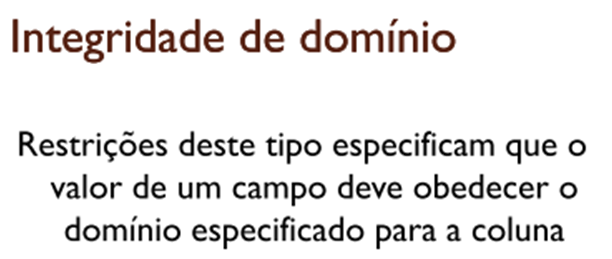 Integridade de domínio
Restrições deste tipo especificam que o
valor de um campo deve obedecer o
domínio especificado para a coluna